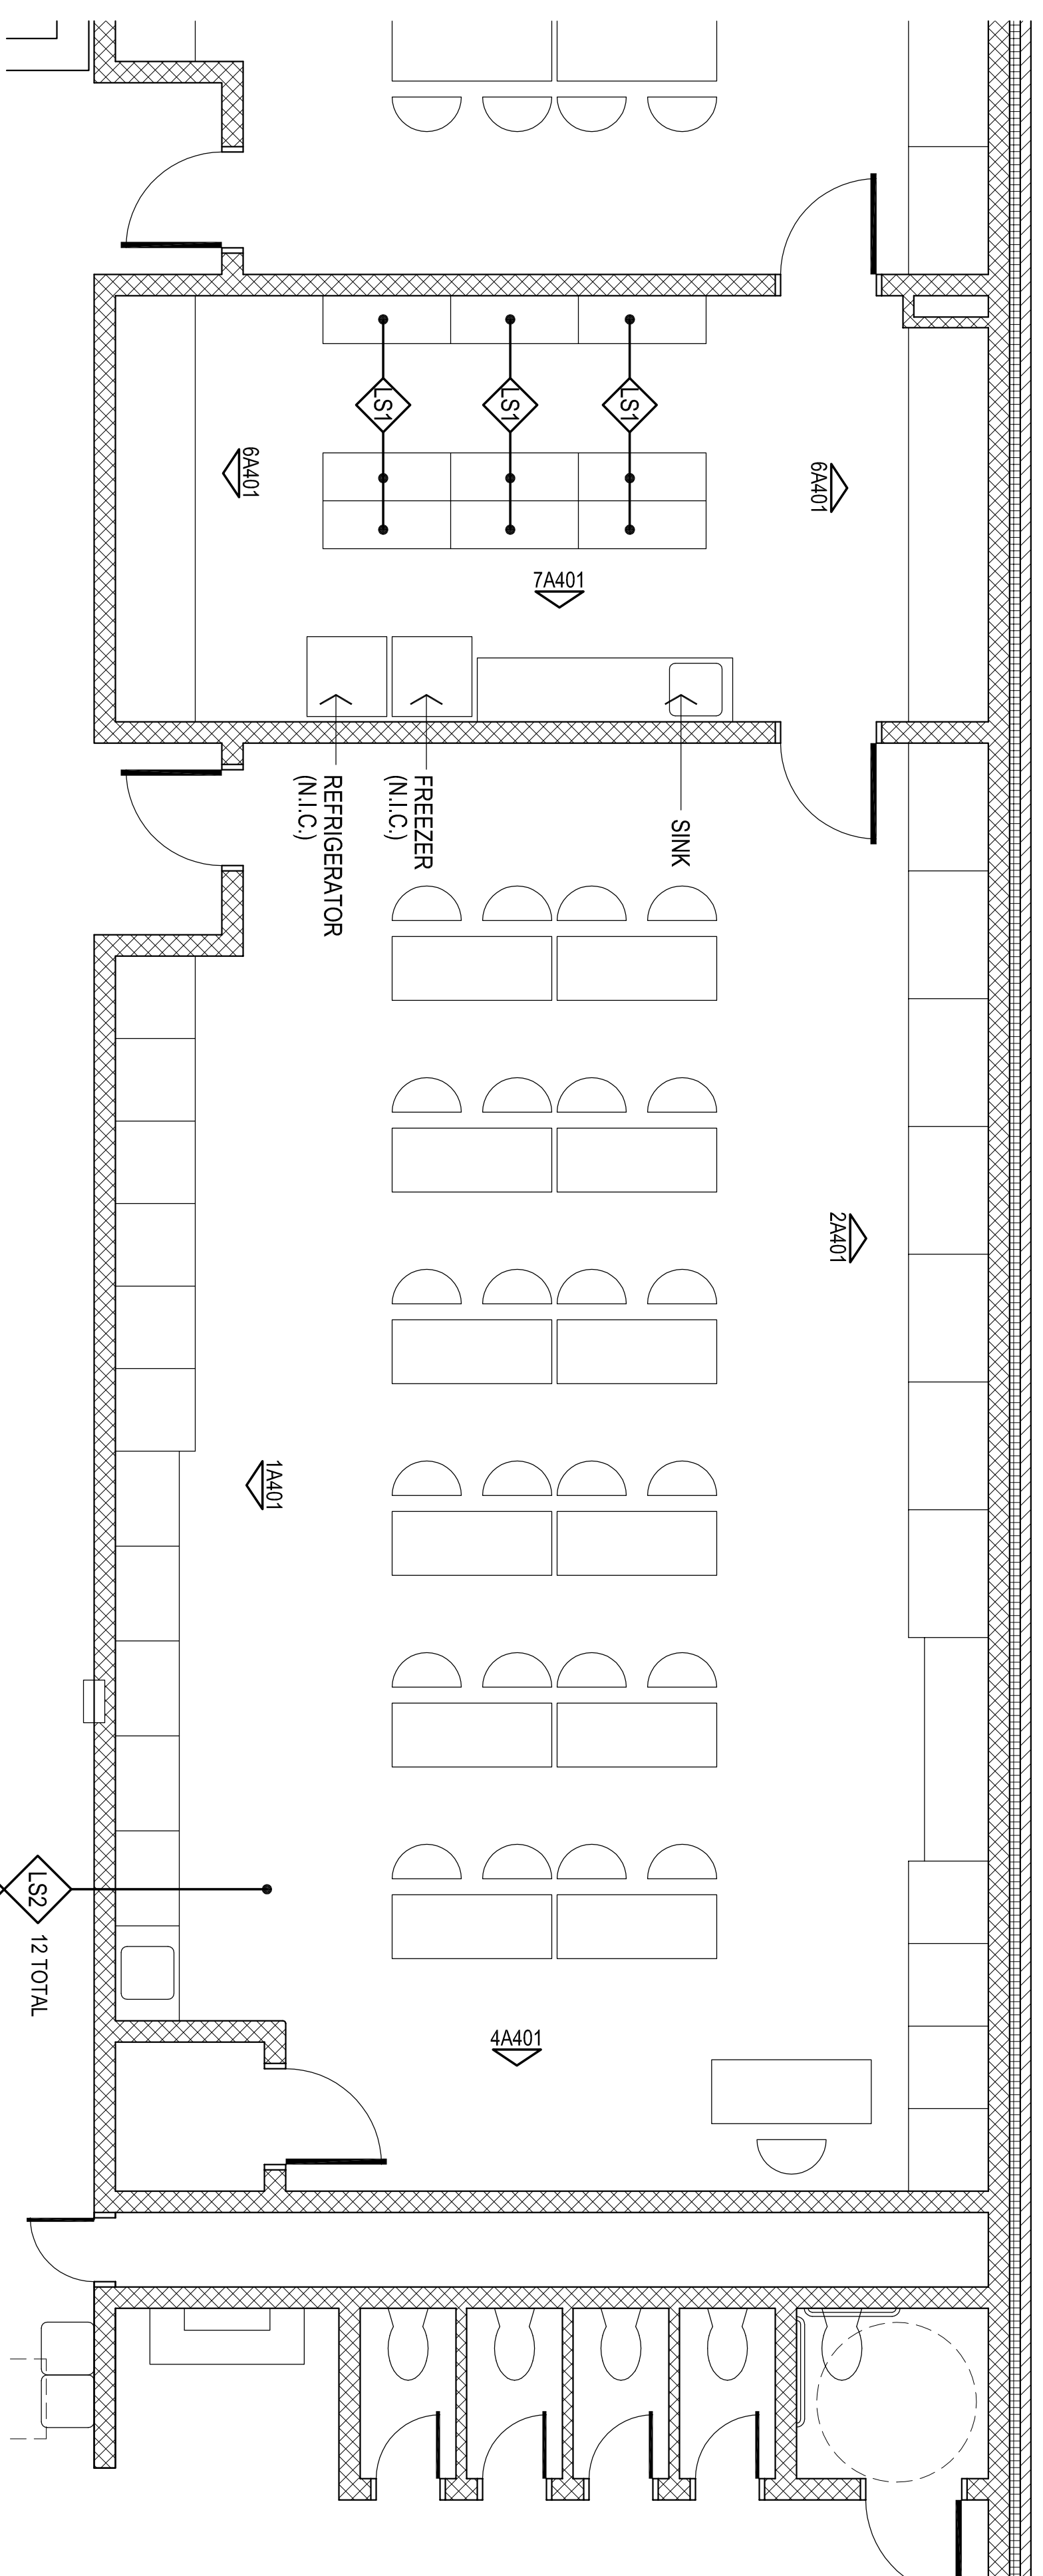 LS1
LS1
LS1
6A401
6A401
7A401
REFRIGERATOR
(N.I.C.)
FREEZER
(N.I.C.)
SINK
2A401
1A401
LS2
12 TOTAL
4A401